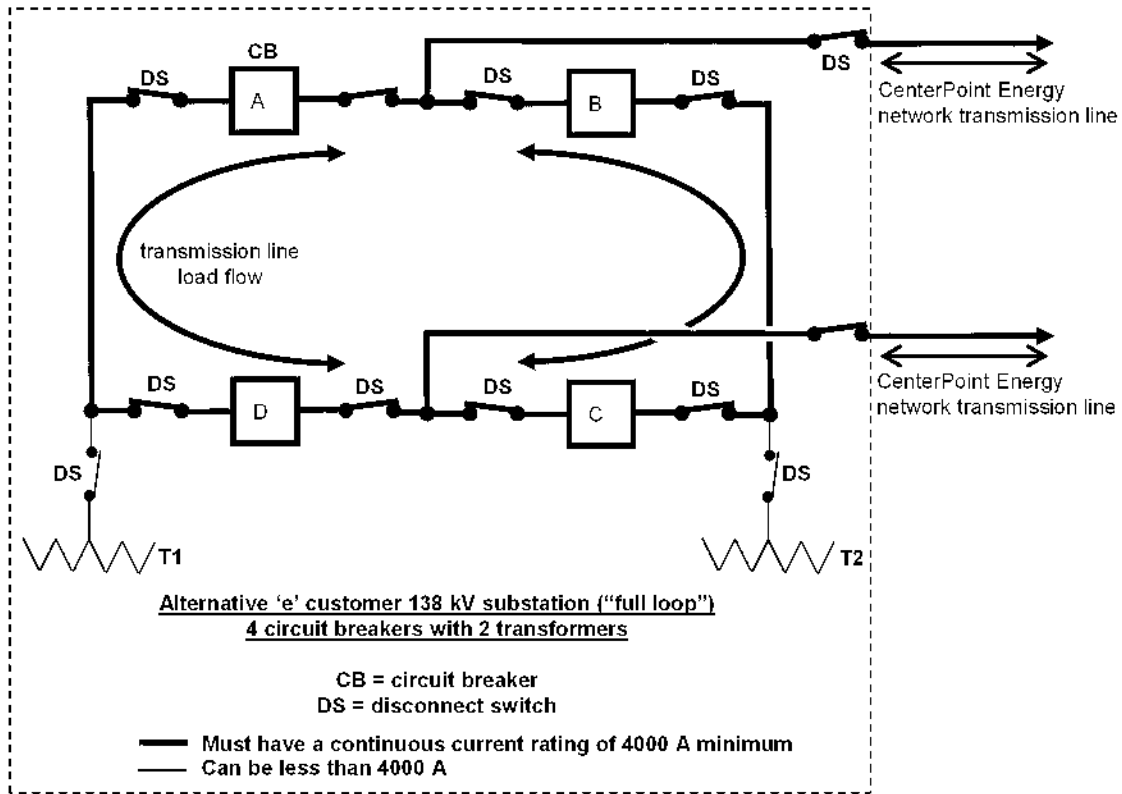 CB
DS
DS
DS
DS
A
B
CenterPoint Energy
network transmission line
transmission line
load flow
DS
DS
DS
DS
D
C
CenterPoint Energy
network transmission line
DS
DS
T1
T2
Alternative ‘e’ customer 138 kV substation (“full loop”)
4 circuit breakers with 2 transformers
CB = circuit breaker
DS = disconnect switch
Must have a continuous current rating of 4000 A minimum
Can be less than 4000 A